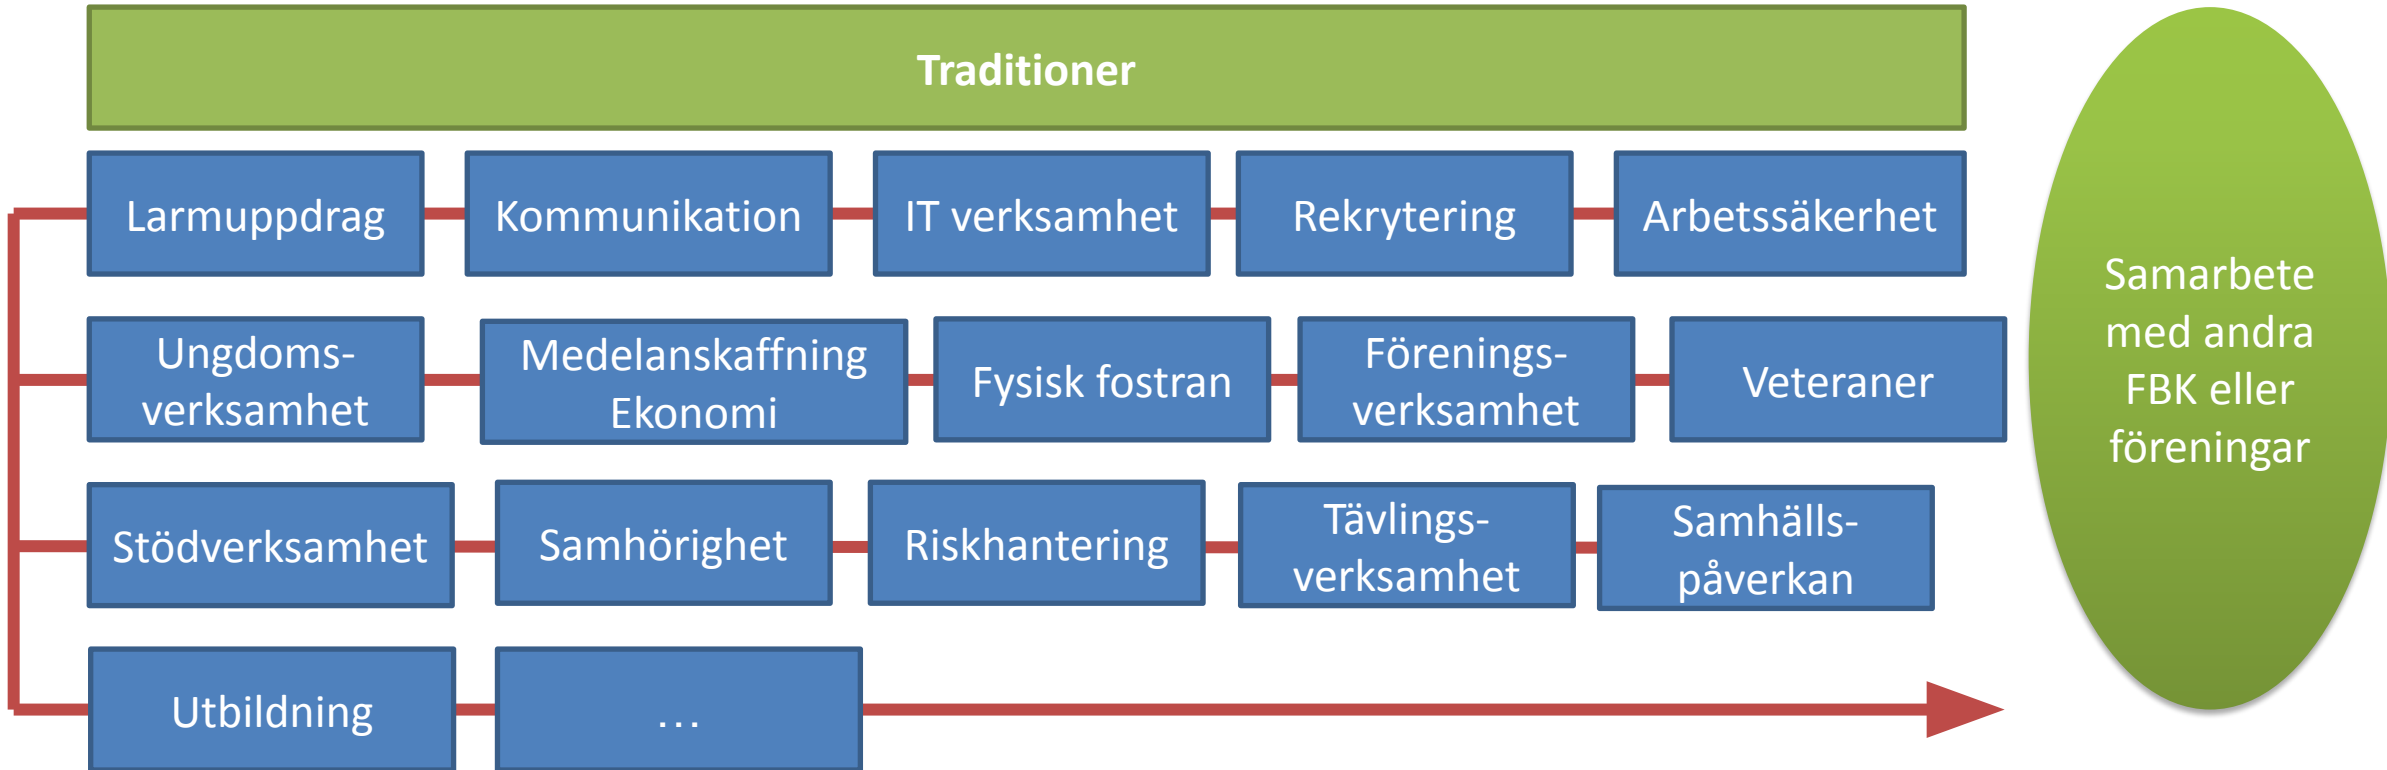 Traditioner
Larmuppdrag
Kommunikation
IT verksamhet
Rekrytering
Arbetssäkerhet
Ungdoms-
verksamhet
Medelanskaffning
Ekonomi
Fysisk fostran
Förenings-
verksamhet
Veteraner
Stödverksamhet
Samhörighet
Riskhantering
Tävlings-
verksamhet
Samhälls-
påverkan
Utbildning
...
Samarbete
med andra
FBK eller
föreningar